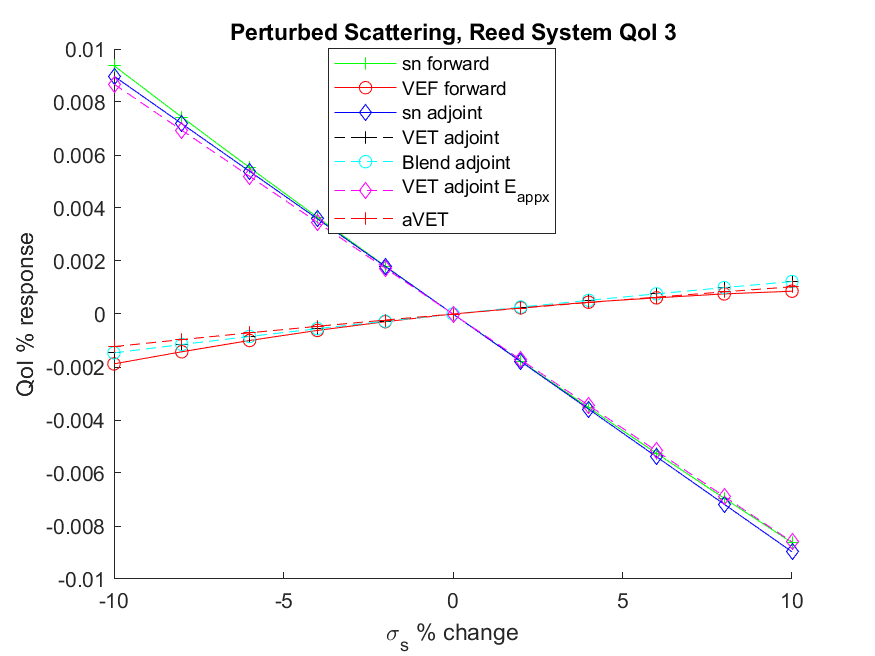 Perturbed Scattering, Reed System QoI 3
0.01
0.008
0.006
0.004
0.002
0
-0.002
-0.004
-0.006
-0.008
-0.01
QoI % response
sn forward
VEF forward
sn adjoint
VET adjoint
Blend adjoint
VET adjoint E_appx
aVET
-10
-5
0
5
10
σ_s % change